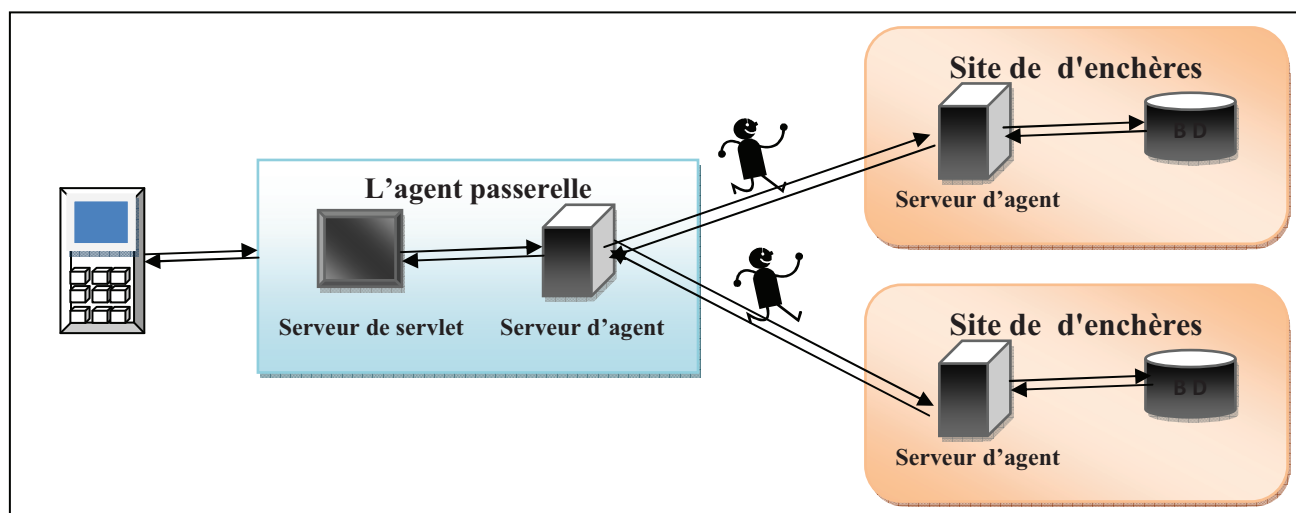 Site de d'enchères
B D
Serveur d’agent
L’agent passerelle
Serveur de servlet
Serveur d’agent
Site de d'enchères
B D
Serveur d’agent